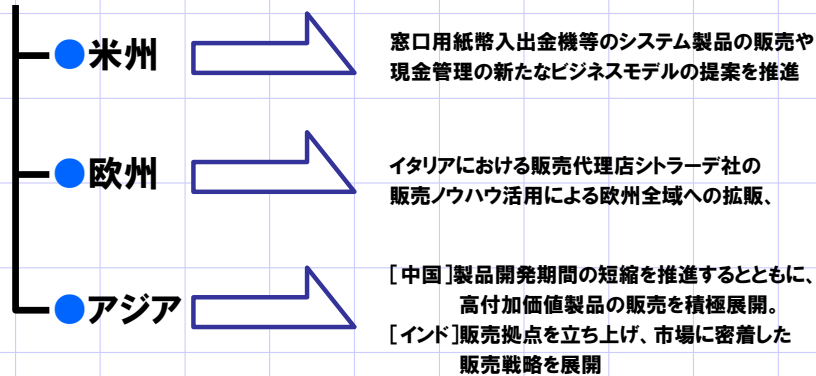 ●米州
窓口用紙幣入出金機等のシステム製品の販売や
現金管理の新たなビジネスモデルの提案を推進
●欧州
イタリアにおける販売代理店シトラーデ社の
販売ノウハウ活用による欧州全域への拡販、
●アジア
［中国］製品開発期間の短縮を推進するとともに、
高付加価値製品の販売を積極展開。
［インド］販売拠点を立ち上げ、市場に密着した
販売戦略を展開